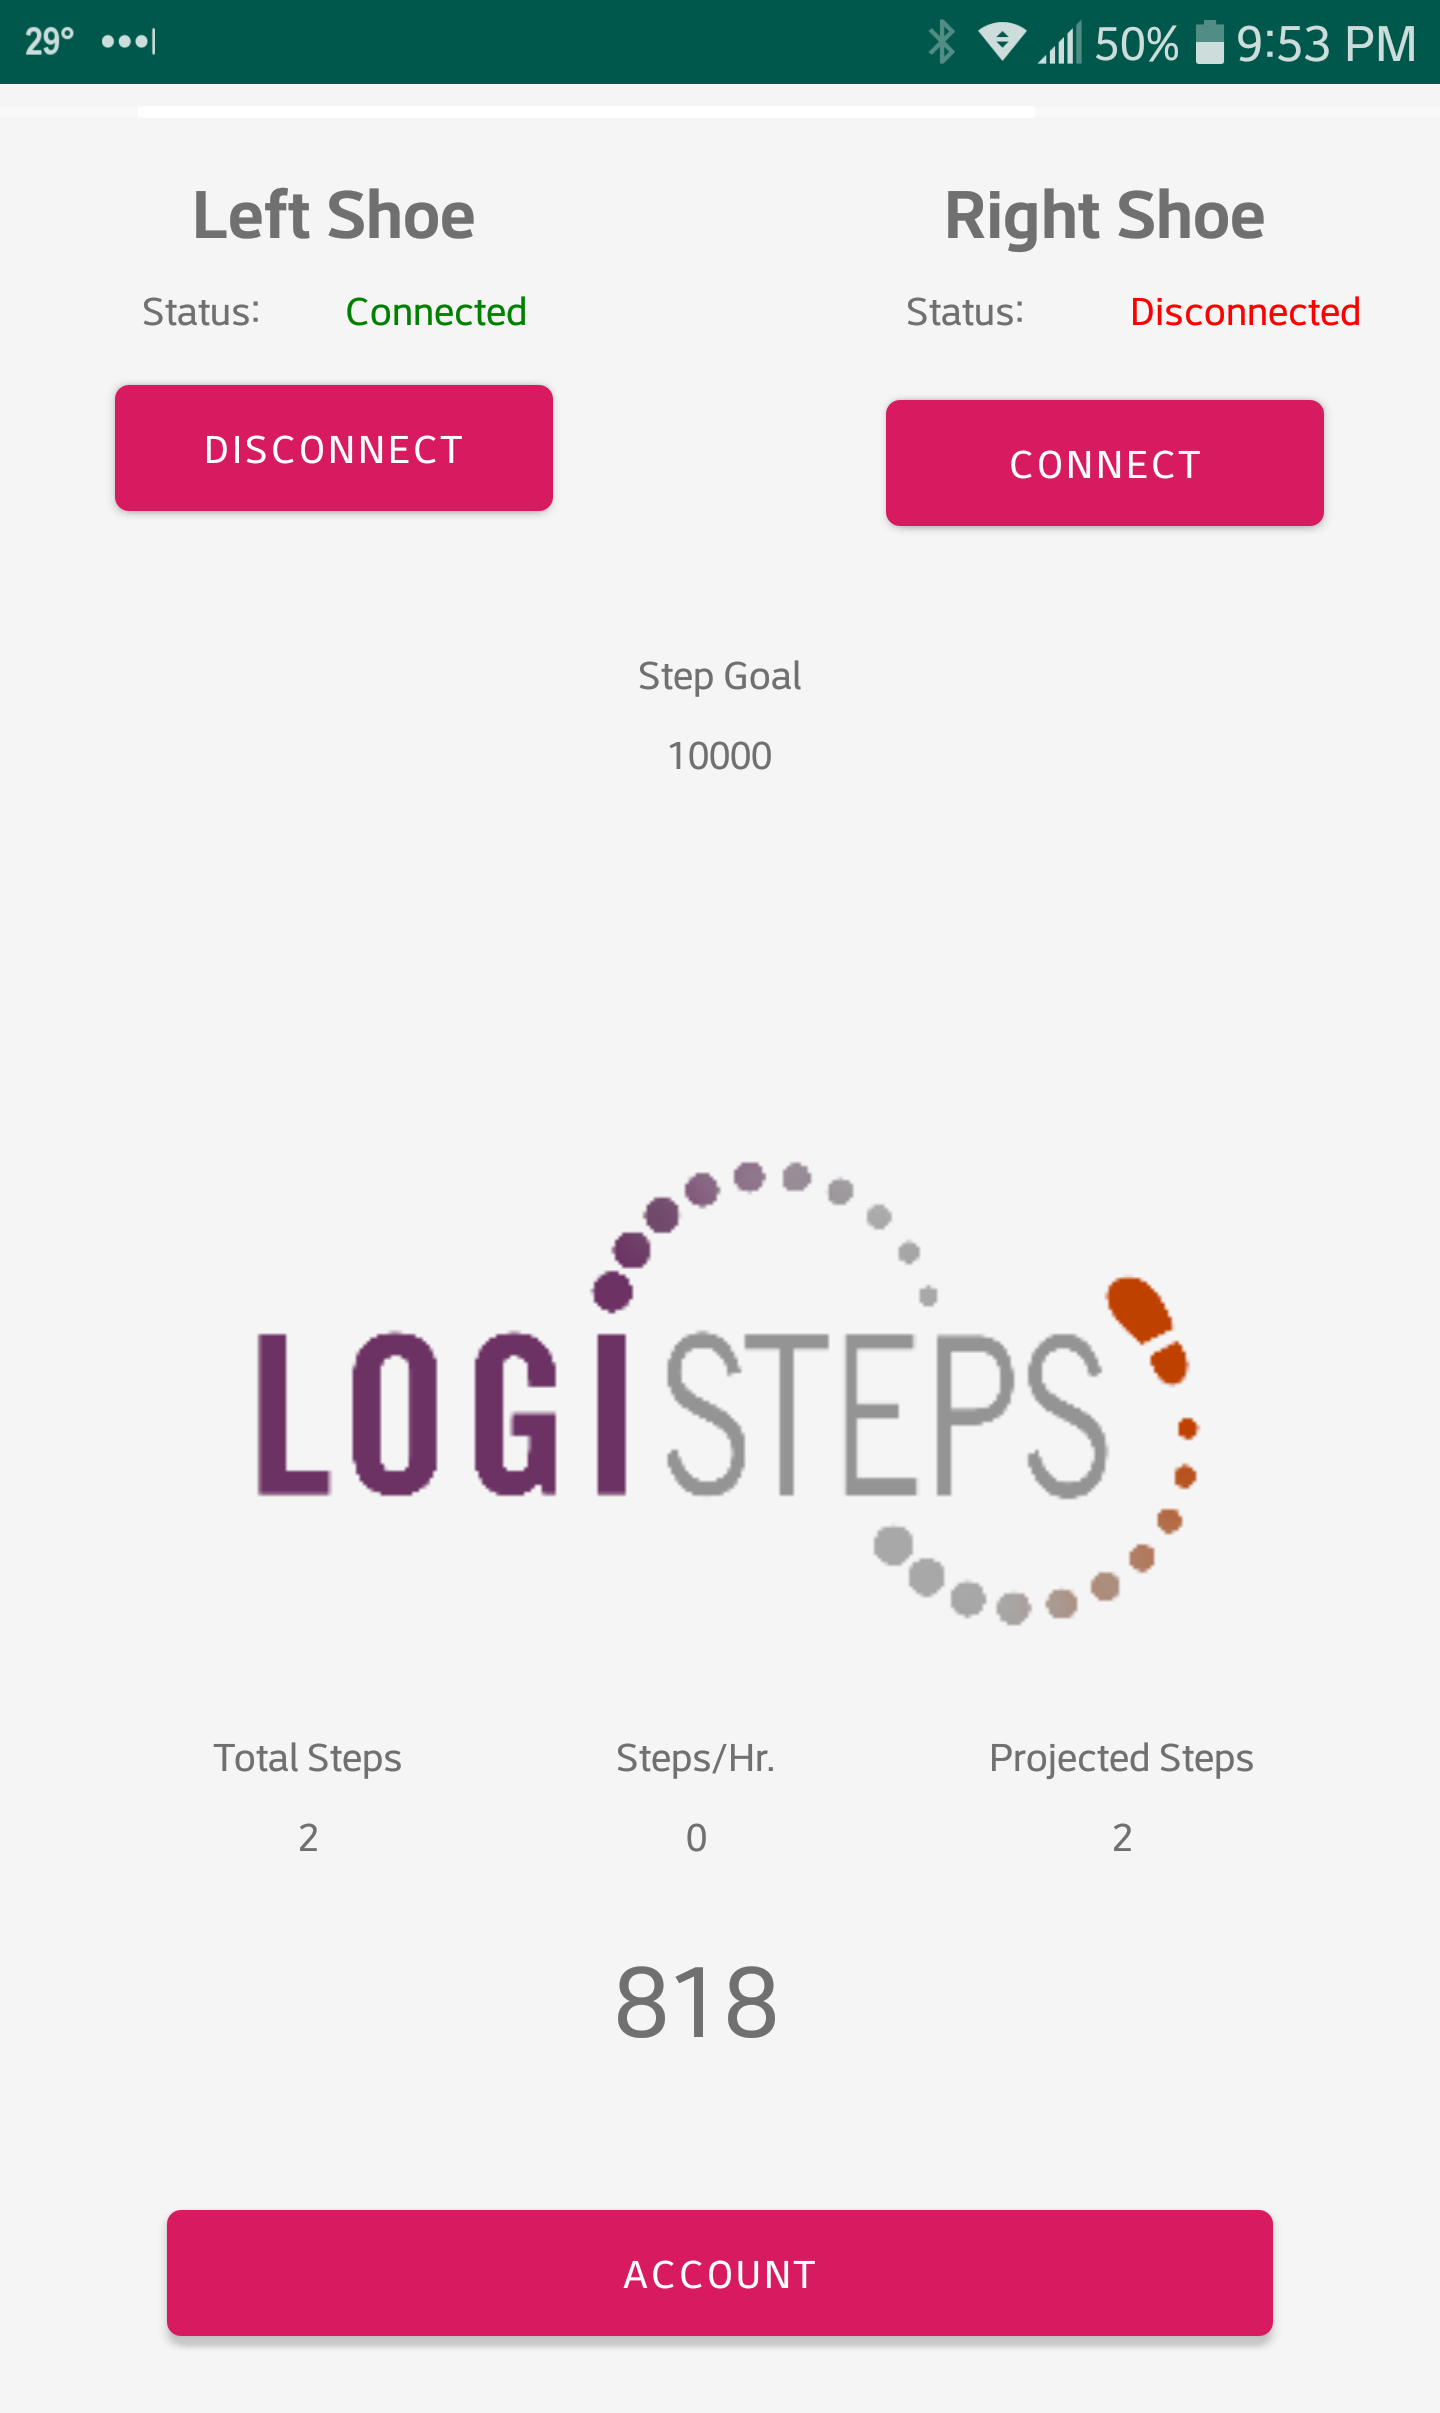 29° 50% 9:53 PM
Left Shoe Right Shoe
Status: Connected Status: Disconnected
DISCONNECT CONNECT
Step Goal
10000
LOGISTEPS
Total Steps Steps/Hr. Projected Steps
2 0 2
818
ACCOUNT